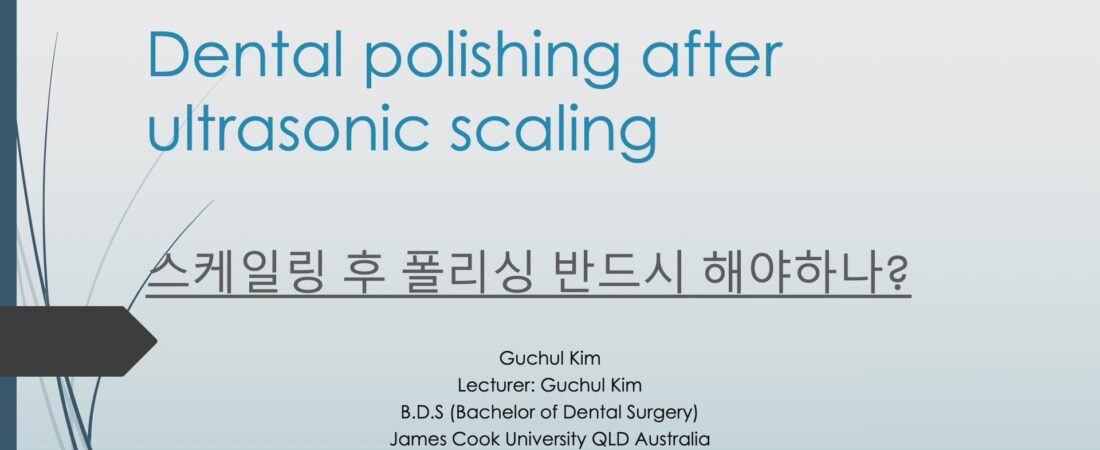 Dental polishing after
ultrasonic scaling
스케일링 후 폴리싱 반드시 해야하나?
Guchul Kim
Lecturer: Guchul Kim
B.D.S (Bachelor of Dental Surgery)
James Cook University QLD Australia